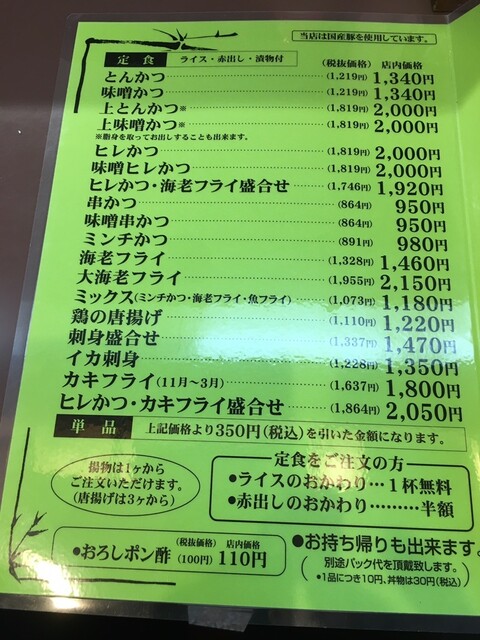 当店は国産豚を使用しています。
定食 ライス・赤出し・漬物付 (税抜価格) 店内価格
とんかつ (1,219円) 1,340円
味噌かつ (1,219円) 1,340円
上とんかつ※ (1,819円) 2,000円
上味噌かつ※ (1,819円) 2,000円
※脂身を取ってお出しすることも出来ます。
ヒレかつ (1,819円) 2,000円
味噌ヒレかつ (1,819円) 2,000円
ヒレかつ・海老フライ盛合せ (1,746円) 1,920円
串かつ (864円) 950円
味噌串かつ (864円) 950円
ミンチかつ (891円) 980円
海老フライ (1,328円) 1,460円
大海老フライ (1,955円) 2,150円
ミックス(ミンチかつ・海老フライ・魚フライ) (1,073円) 1,180円
鶏の唐揚げ (1,110円) 1,220円
刺身盛合せ (1,337円) 1,470円
イカ刺身 (1,228円) 1,350円
カキフライ(11月〜3月) (1,637円) 1,800円
ヒレかつ・カキフライ盛合せ (1,864円) 2,050円
単品 上記価格より350円(税込)を引いた金額になります。
揚物は1ヶから
ご注文いただけます。
(唐揚げは3ヶから)
定食をご注文の方
•ライスのおかわり…1杯無料
•赤出しのおかわり………半額
•おろしポン酢 (税抜価格) (100円) 店内価格 110円
●お持ち帰りも出来ます。
別途パック代を頂戴致します。
•1品につき10円、丼物は30円(税込)